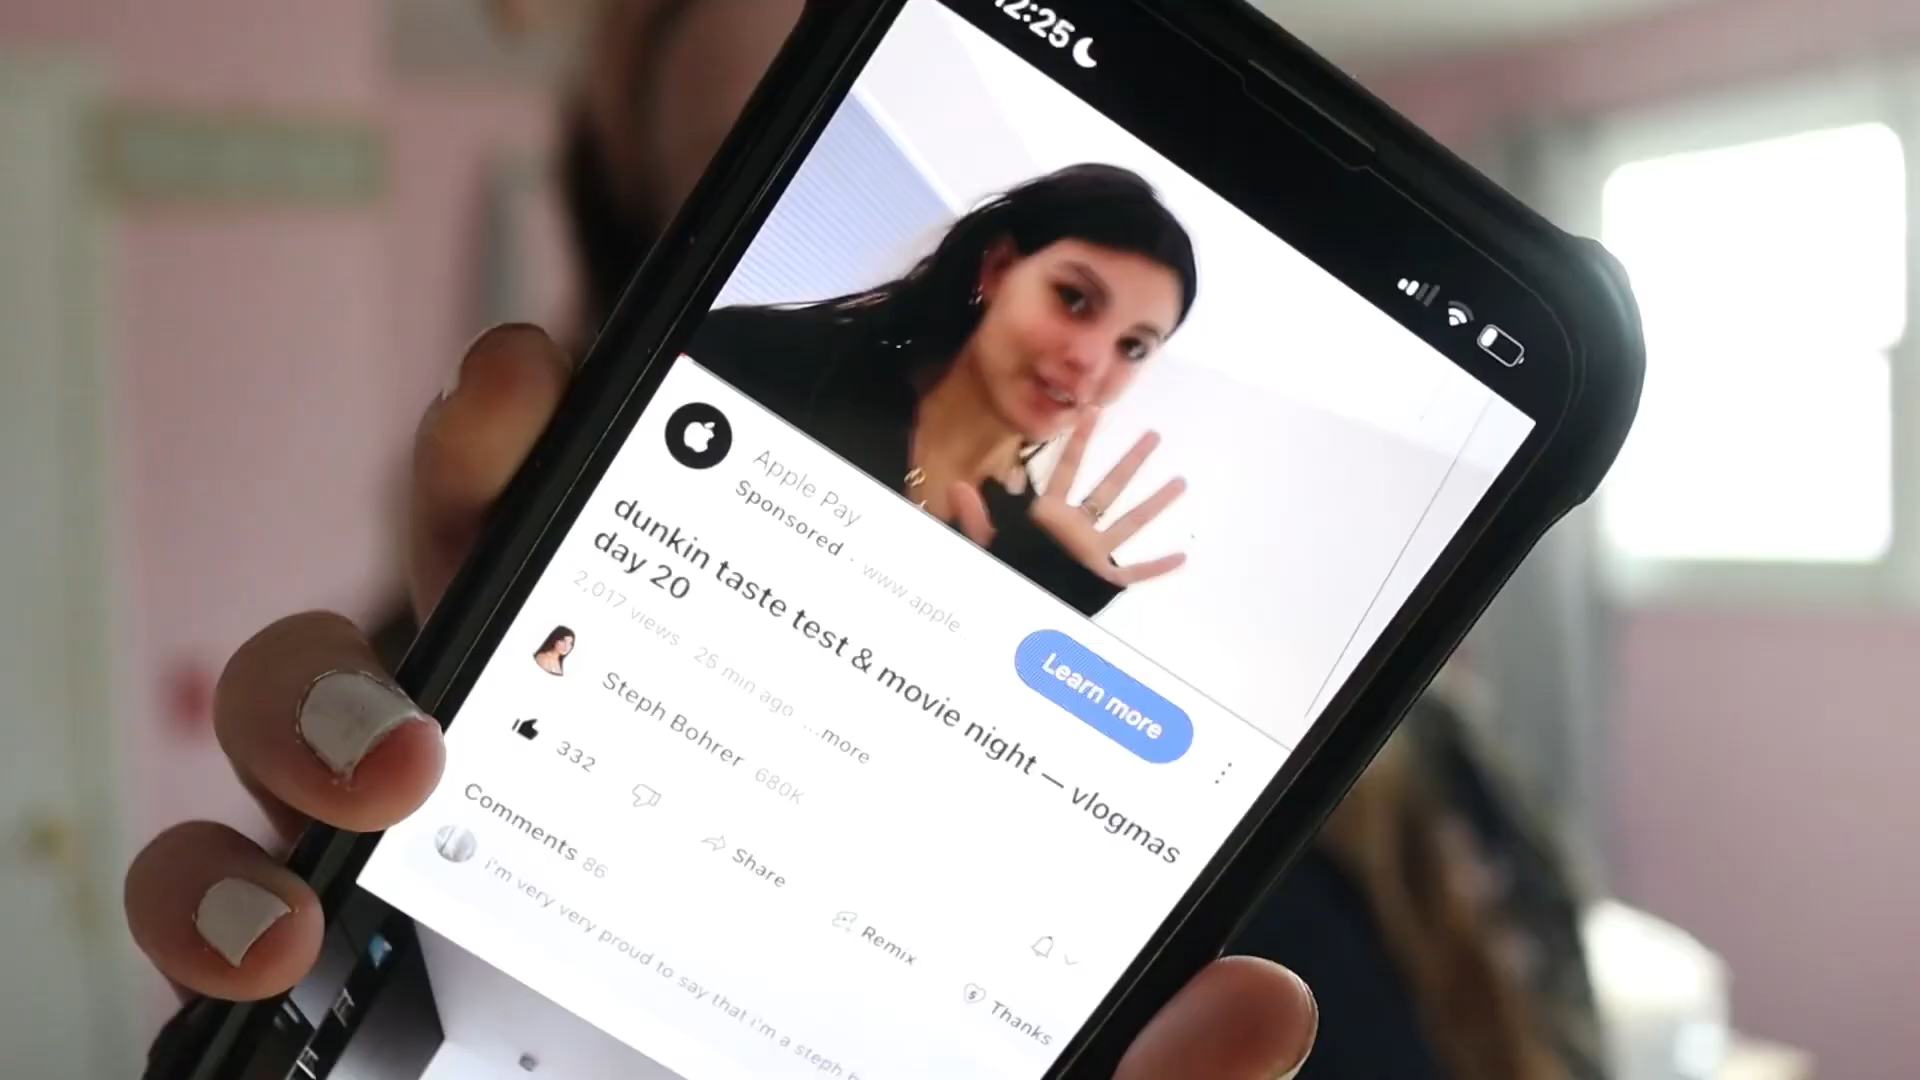 12:25
Apple Pay
Sponsored · www.apple.
Learn more
dunkin taste test & movie night — vlogmas
day 20
2,017 views 25 min ago ...more
Steph Bohrer 680K
332
Share
Remix
Thanks
Comments 86
i'm very very proud to say that i'm a steph